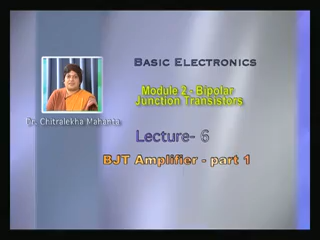 Basic Electronics
Module 2 - Bipolar
Junction Transistors
Dr. Chitralekha Mahanta
Lecture- 6
BJT Amplifier - part 1